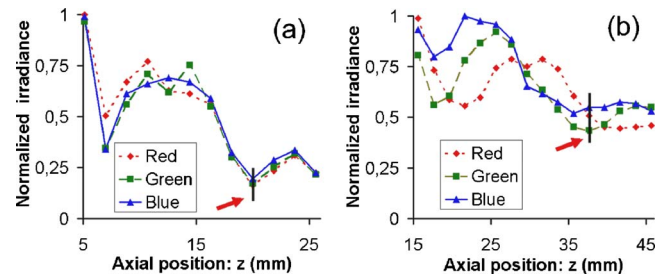 (a)
Normalized irradiance
1
0,75
0,5
0,25
0
Red
Green
Blue
5
15
25
Axial position: z (mm)
(b)
Normalized irradiance
1
0,75
0,5
0,25
0
Red
Green
Blue
15
25
35
45
Axial position: z (mm)